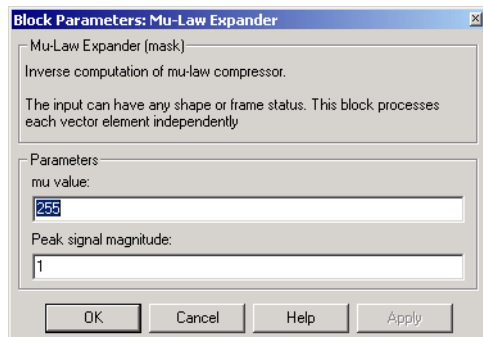 Block Parameters: Mu-Law Expander
Mu-Law Expander (mask)
Inverse computation of mu-law compressor.
The input can have any shape or frame status. This block processes
each vector element independently
Parameters
mu value:
255
Peak signal magnitude:
1
OK Cancel Help Apply